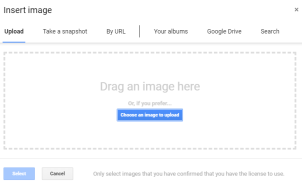 Insert image
×
Upload Take a snapshot By URL Your albums Google Drive Search
Drag an image here
Or, if you prefer...
Choose an image to upload
Select Cancel Only select images that you have confirmed that you have the license to use.